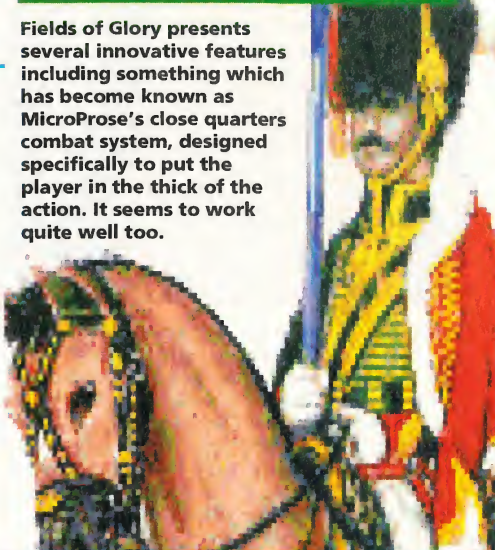 Fields of Glory presents
several innovative features
including something which
has become known as
MicroProse's close quarters
combat system, designed
specifically to put the
player in the thick of the
action. It seems to work
quite well too.